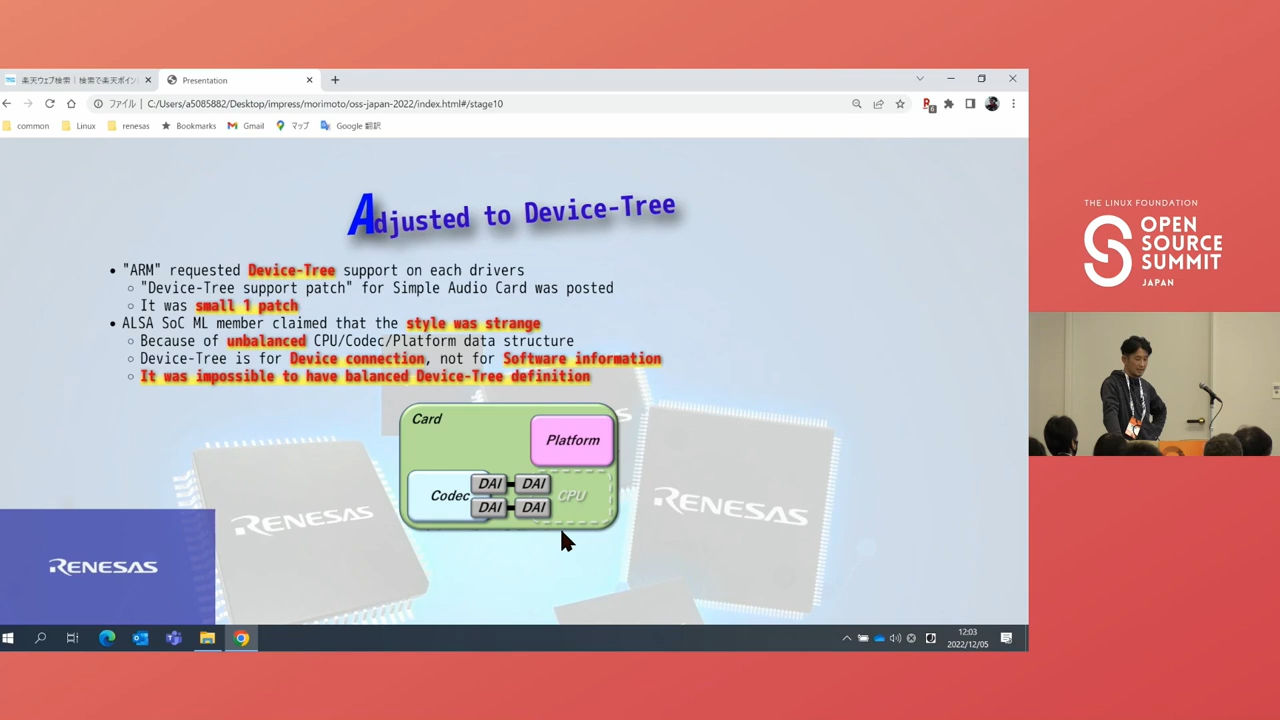 楽天ウェブ検索 | 検索で楽天ポイン
Presentation
ファイル | C:/Users/a5085882/Desktop/impress/morimoto/oss-japan-2022/index.html#/stage10
common
Linux
renesas
Bookmarks
Gmail
マップ
Google 翻訳
Adjusted to Device-Tree
• "ARM" requested Device-Tree support on each drivers
○ "Device-Tree support patch" for Simple Audio Card was posted
○ It was small 1 patch
• ALSA SoC ML member claimed that the style was strange
○ Because of unbalanced CPU/Codec/Platform data structure
○ Device-Tree is for Device connection, not for Software information
○ It was impossible to have balanced Device-Tree definition
Card
Platform
Codec
DAI
DAI
CPU
DAI
DAI
RENESAS
RENESAS
RENESAS
12:03
2022/12/05
THE LINUX FOUNDATION
OPEN
SOURCE
SUMMIT
JAPAN